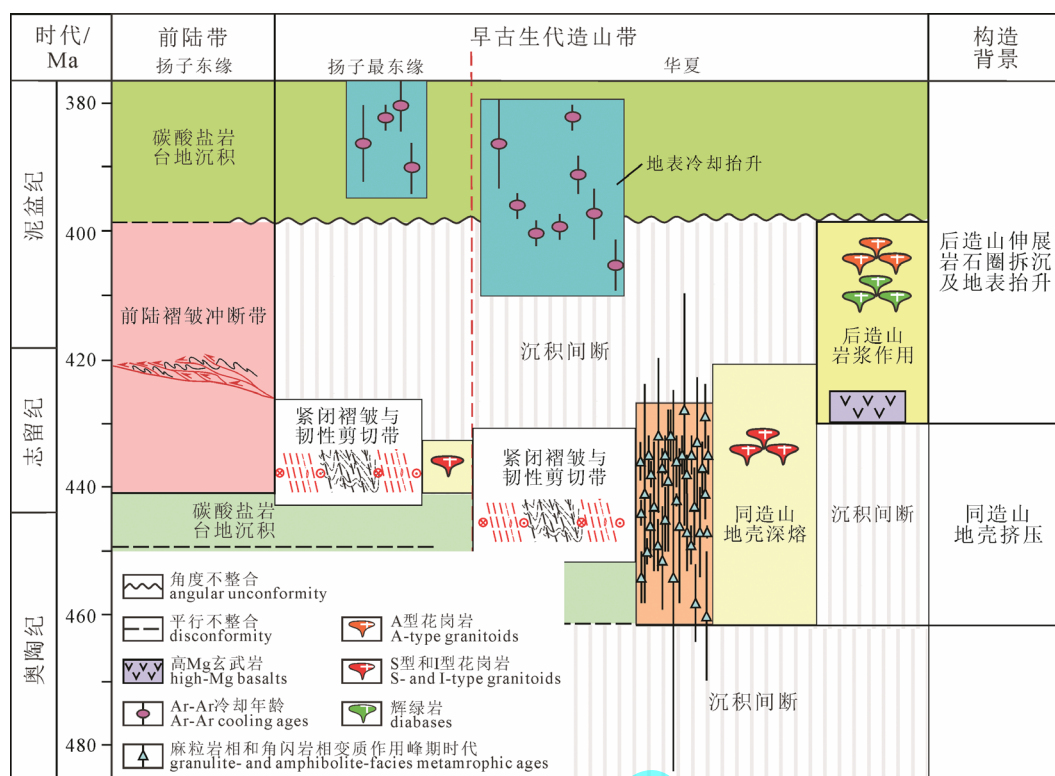 时代/
Ma
前陆带
扬子东缘
早古生代造山带
扬子最东缘
华夏
构造
背景
泥盆纪
志留纪
奥陶纪
380
400
420
440
460
480
碳酸盐岩
台地沉积
地表冷却抬升
前陆褶皱冲断带
沉积间断
后造山
岩浆作用
后造山伸展
岩石圈拆沉
及地表抬升
紧闭褶皱与
韧性剪切带
紧闭褶皱与
韧性剪切带
碳酸盐岩
台地沉积
同造山
地壳深熔
沉积间断
同造山
地壳挤压
沉积间断
角度不整合
angular unconformity
平行不整合
disconformity
高Mg玄武岩
high-Mg basalts
Ar-Ar冷却年龄
Ar-Ar cooling ages
麻粒岩相和角闪岩相变质作用峰期时代
granulite- and amphibolite-facies metamrophic ages
A型花岗岩
A-type granitoids
S型和I型花岗岩
S- and I-type granitoids
辉绿岩
diabases